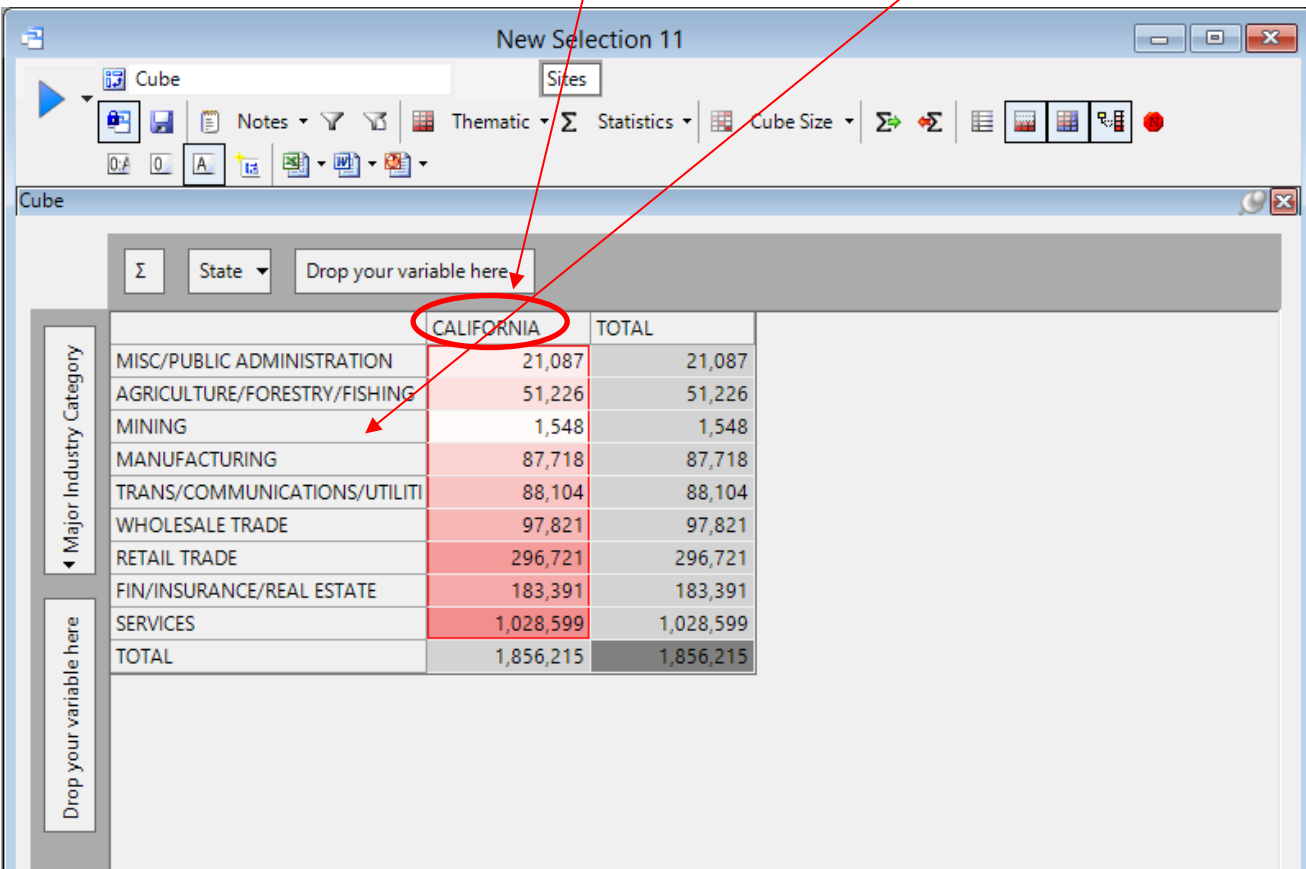 New Selection 11
Cube
Sites
Notes
Thematic
Σ
Statistics
Cube Size
Cube
Σ
State
Drop your variable here
CALIFORNIA TOTAL
Major Industry Category
MISC/PUBLIC ADMINISTRATION 21,087 21,087
AGRICULTURE/FORESTRY/FISHING 51,226 51,226
MINING 1,548 1,548
MANUFACTURING 87,718 87,718
TRANS/COMMUNICATIONS/UTILITI 88,104 88,104
WHOLESALE TRADE 97,821 97,821
RETAIL TRADE 296,721 296,721
FIN/INSURANCE/REAL ESTATE 183,391 183,391
SERVICES 1,028,599 1,028,599
TOTAL 1,856,215 1,856,215
Drop your variable here